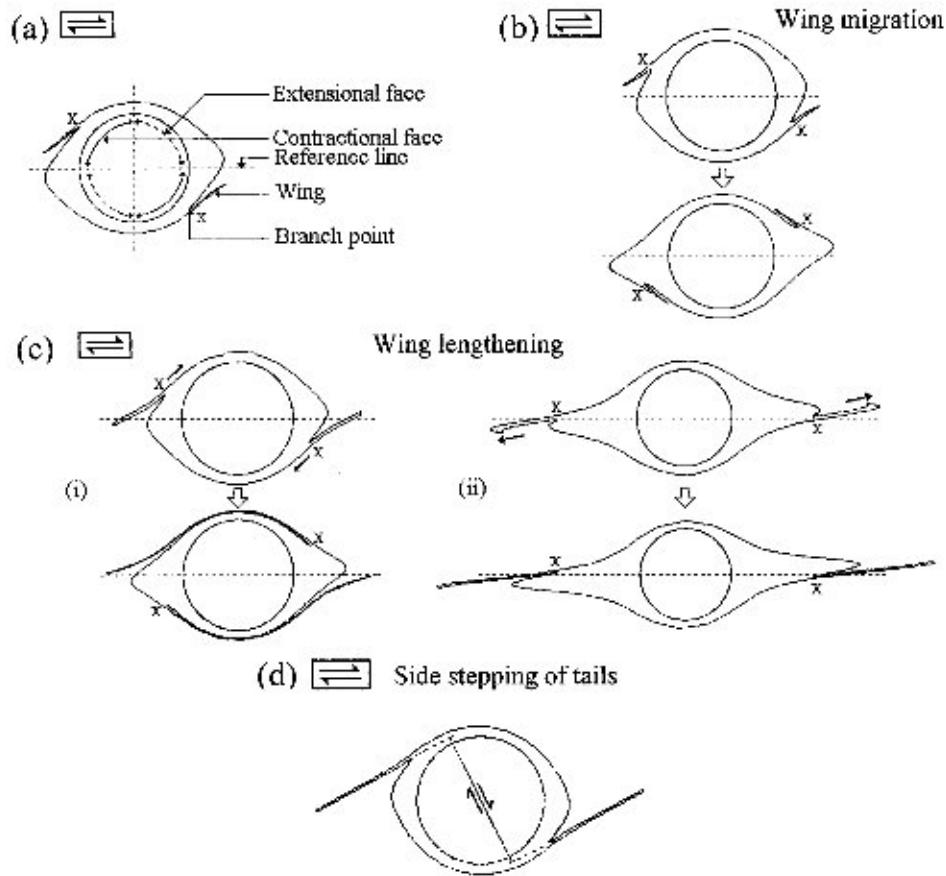 (a)
Extensional face
Contractional face
Reference line
Wing
Branch point
x
x
(b) Wing migration
x
x
x
x
(c) Wing lengthening
x
x
(i)
x
x
x
x
(ii)
x
x
(d) Side stepping of tails